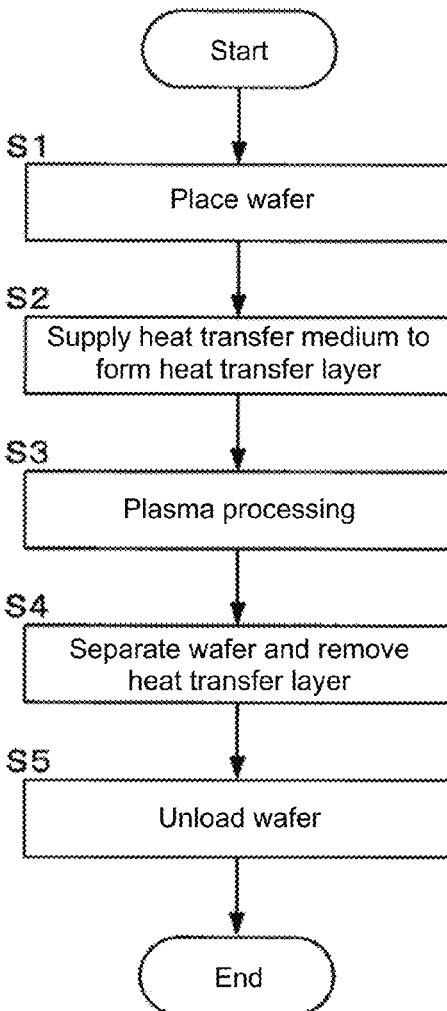 Start
S1
Place wafer
S2
Supply heat transfer medium to
form heat transfer layer
S3
Plasma processing
S4
Separate wafer and remove
heat transfer layer
S5
Unload wafer
End